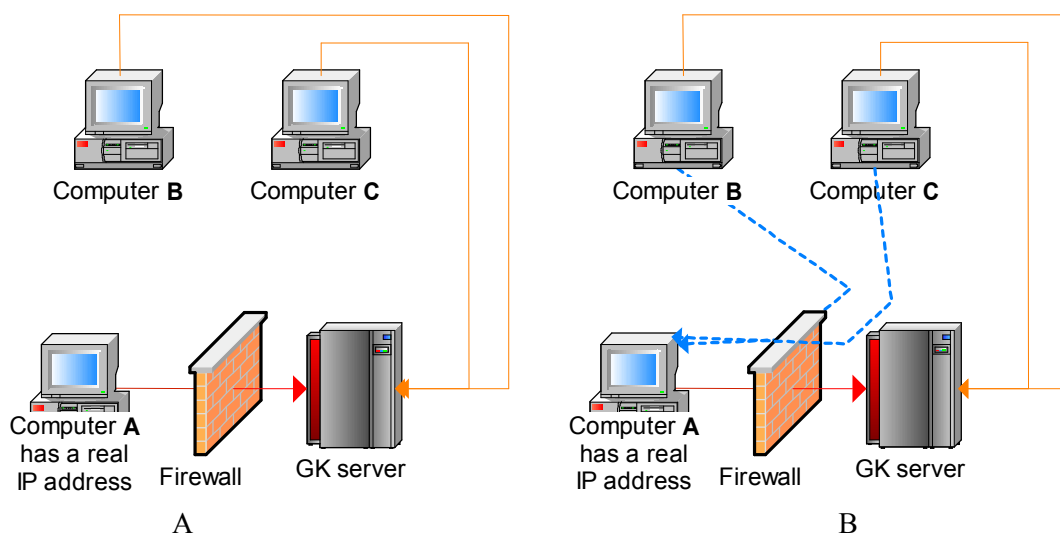 Computer B
Computer C
Computer A
has a real
IP address
Firewall
GK server
A
Computer B
Computer C
Computer A
has a real
IP address
Firewall
GK server
B